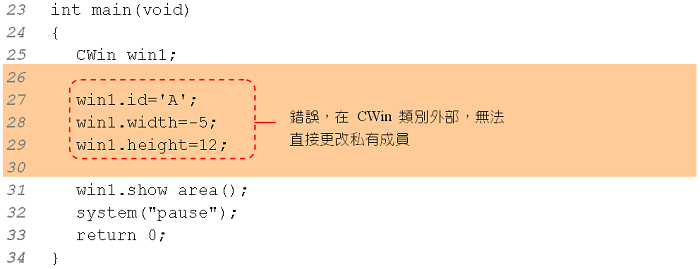 23 int main(void)
24 {
25 CWin win1;
26
27 win1.id='A';
28 win1.width=-5;
29 win1.height=12;
錯誤，在 CWin 類別外部，無法
直接更改私有成員
30
31 win1.show area();
32 system("pause");
33 return 0;
34 }